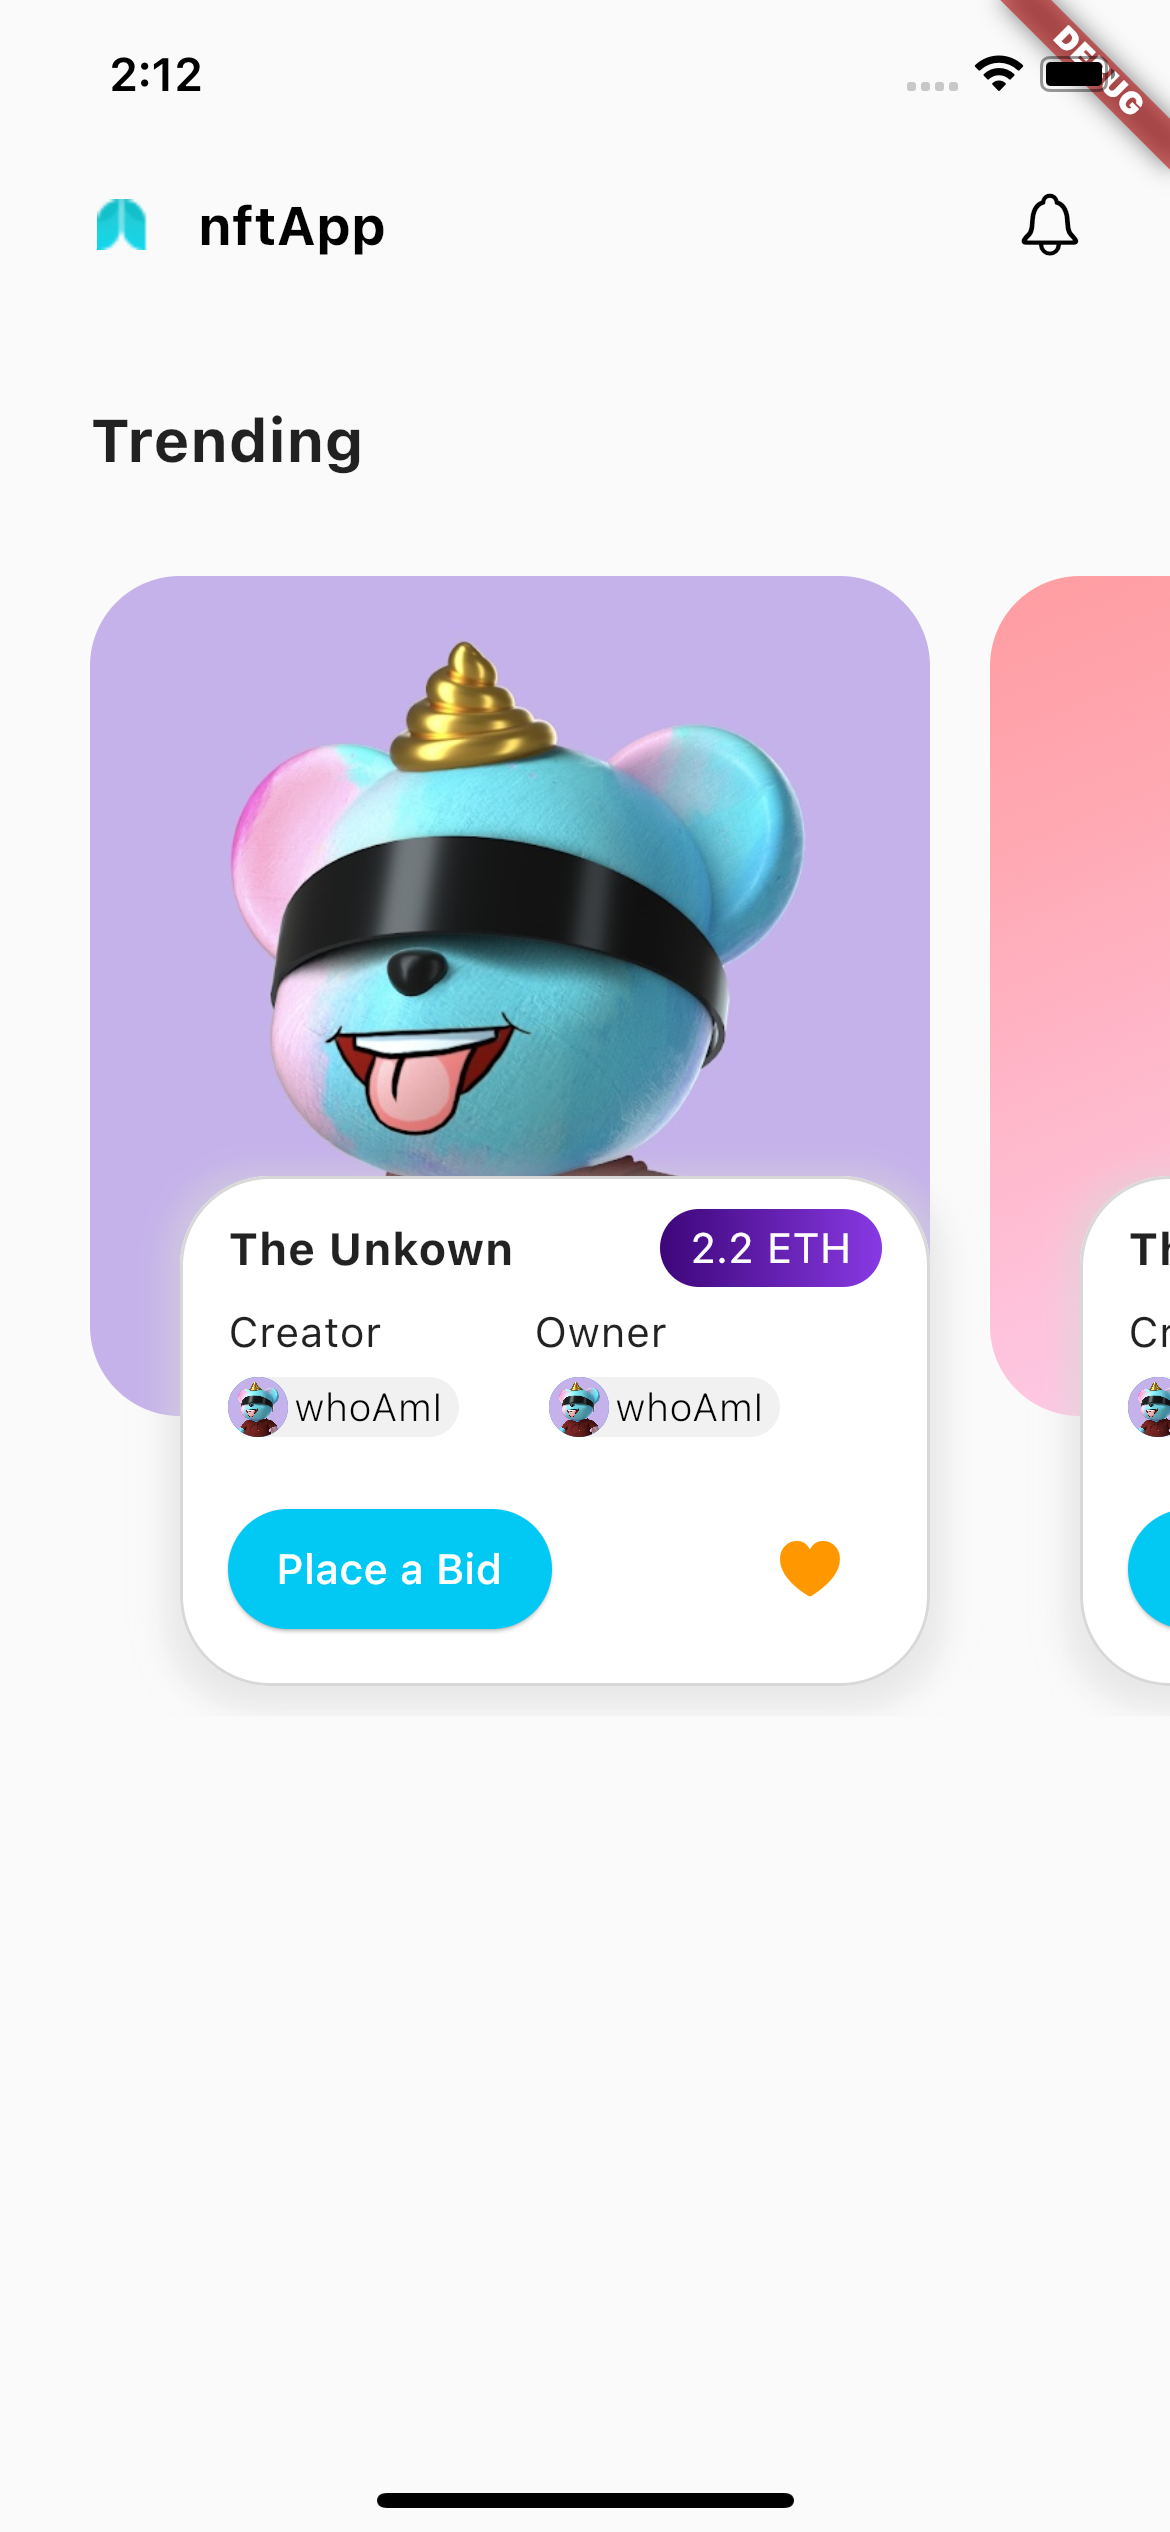 2:12
DEBUG
nftApp
Trending
The Unkown
2.2 ETH
Th
Creator
Owner
Cr
whoAmI
whoAmI
Place a Bid